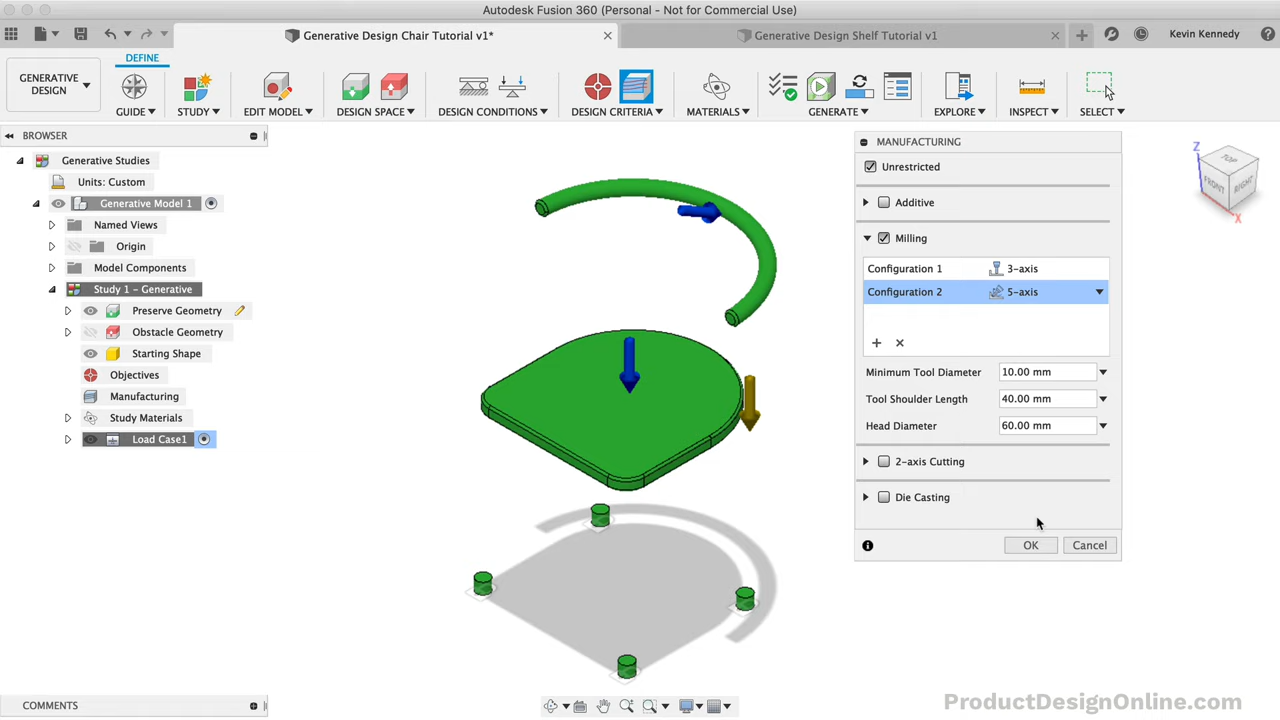 Autodesk Fusion 360 (Personal - Not for Commercial Use)
Generative Design Chair Tutorial v1*
Generative Design Shelf Tutorial v1
Kevin Kennedy
DEFINE
GENERATIVE
DESIGN
GUIDE
STUDY
EDIT MODEL
DESIGN SPACE
DESIGN CONDITIONS
DESIGN CRITERIA
MATERIALS
GENERATE
EXPLORE
INSPECT
SELECT
BROWSER
Generative Studies
Units: Custom
Generative Model 1
Named Views
Origin
Model Components
Study 1 - Generative
Preserve Geometry
Obstacle Geometry
Starting Shape
Objectives
Manufacturing
Study Materials
Load Case1
MANUFACTURING
Unrestricted
Additive
Milling
Configuration 1 3-axis
Configuration 2 5-axis
Minimum Tool Diameter 10.00 mm
Tool Shoulder Length 40.00 mm
Head Diameter 60.00 mm
2-axis Cutting
Die Casting
OK Cancel
TOP
FRONT RIGHT
Z
X
COMMENTS
ProductDesignOnline.com